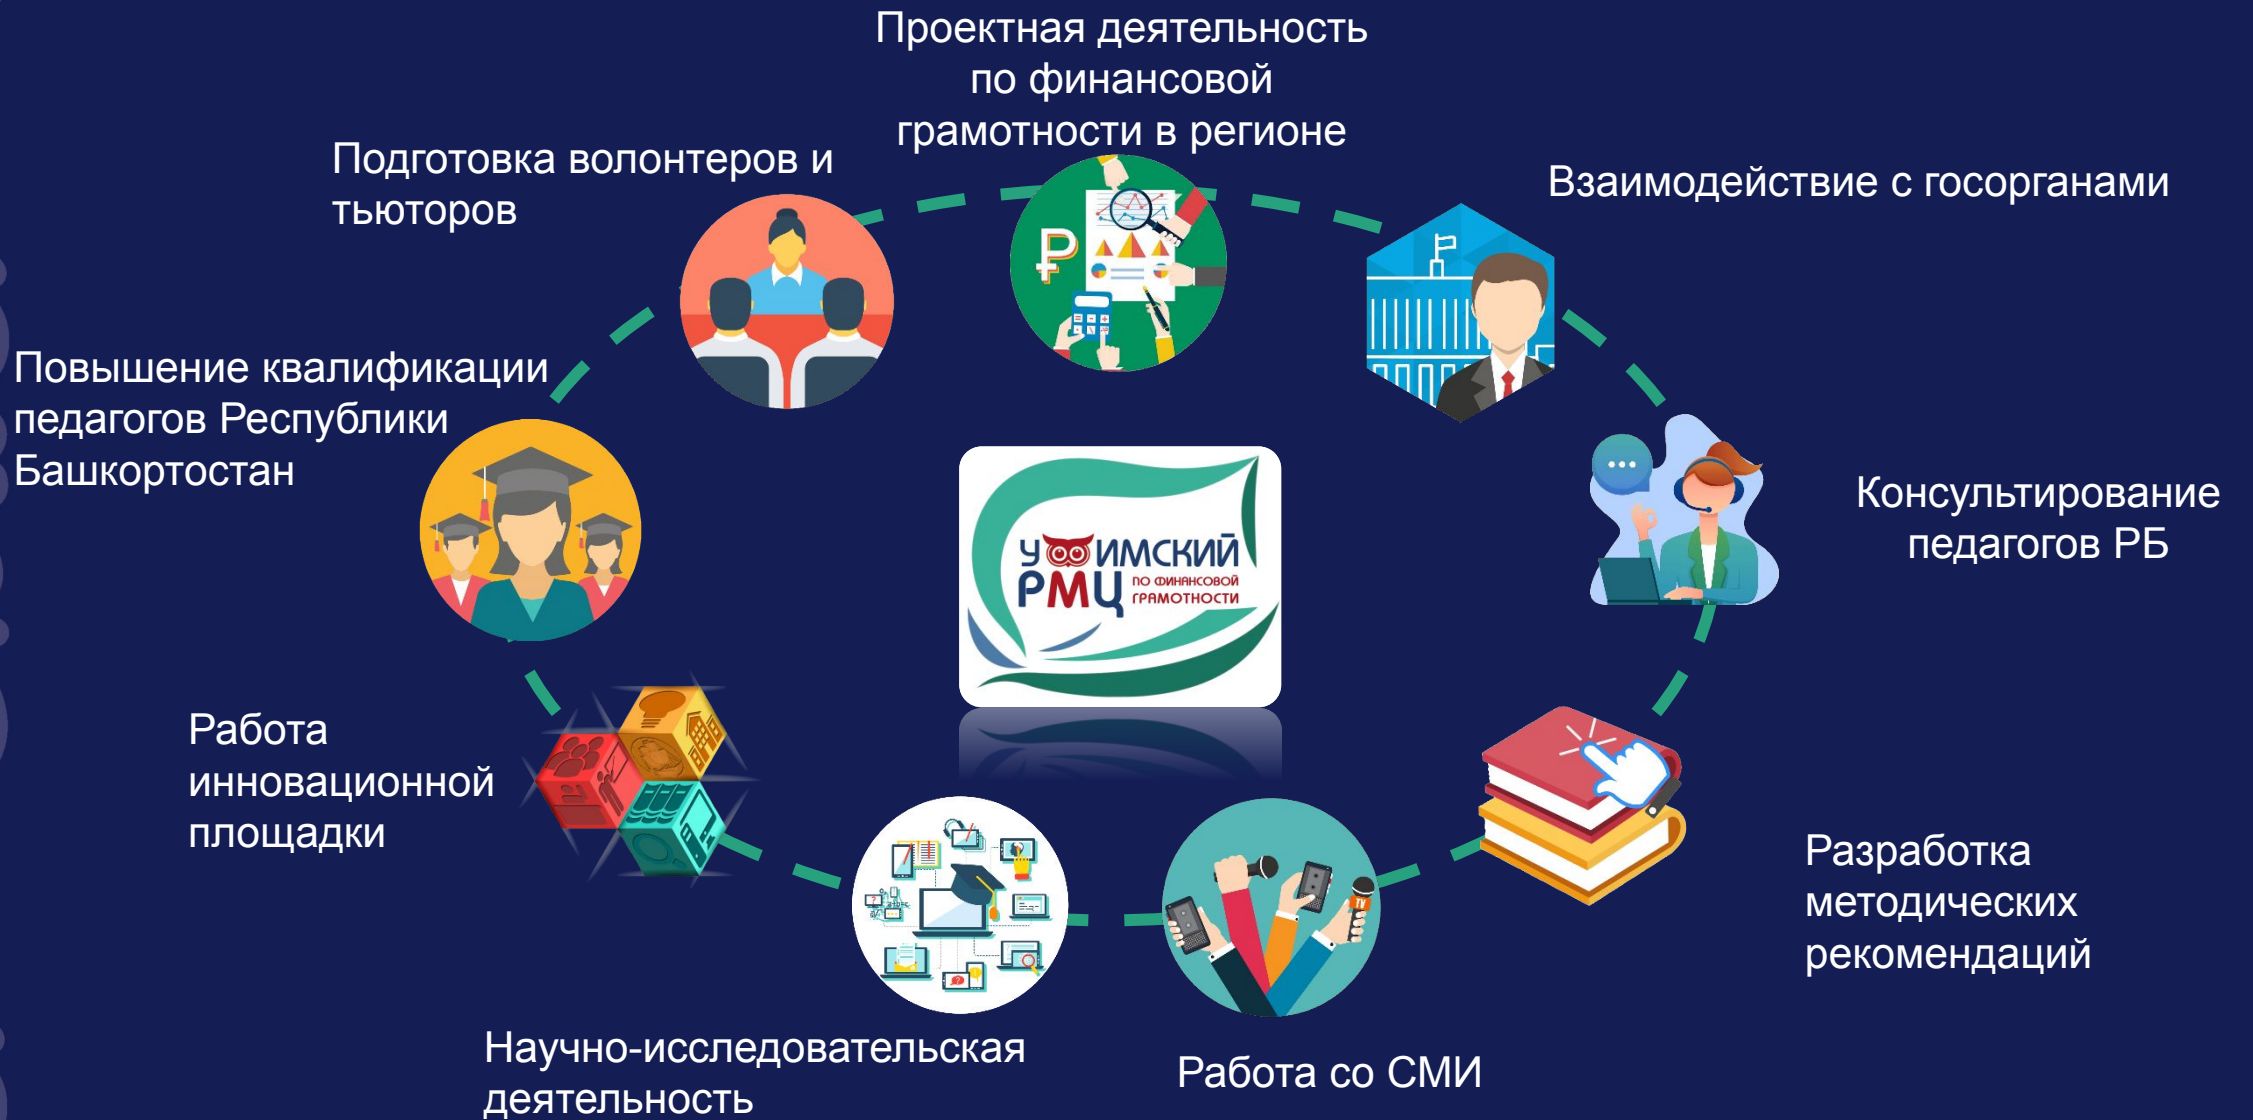 Проектная деятельность
по финансовой
грамотности в регионе
Подготовка волонтеров и
тьюторов
Взаимодействие с госорганами
Повышение квалификации
педагогов Республики
Башкортостан
Консультирование
педагогов РБ
УФИМСКИЙ
РМЦ
ПО ФИНАНСОВОЙ
ГРАМОТНОСТИ
Работа
инновационной
площадки
Разработка
методических
рекомендаций
TV
Научно-исследовательская
деятельность
Работа со СМИ